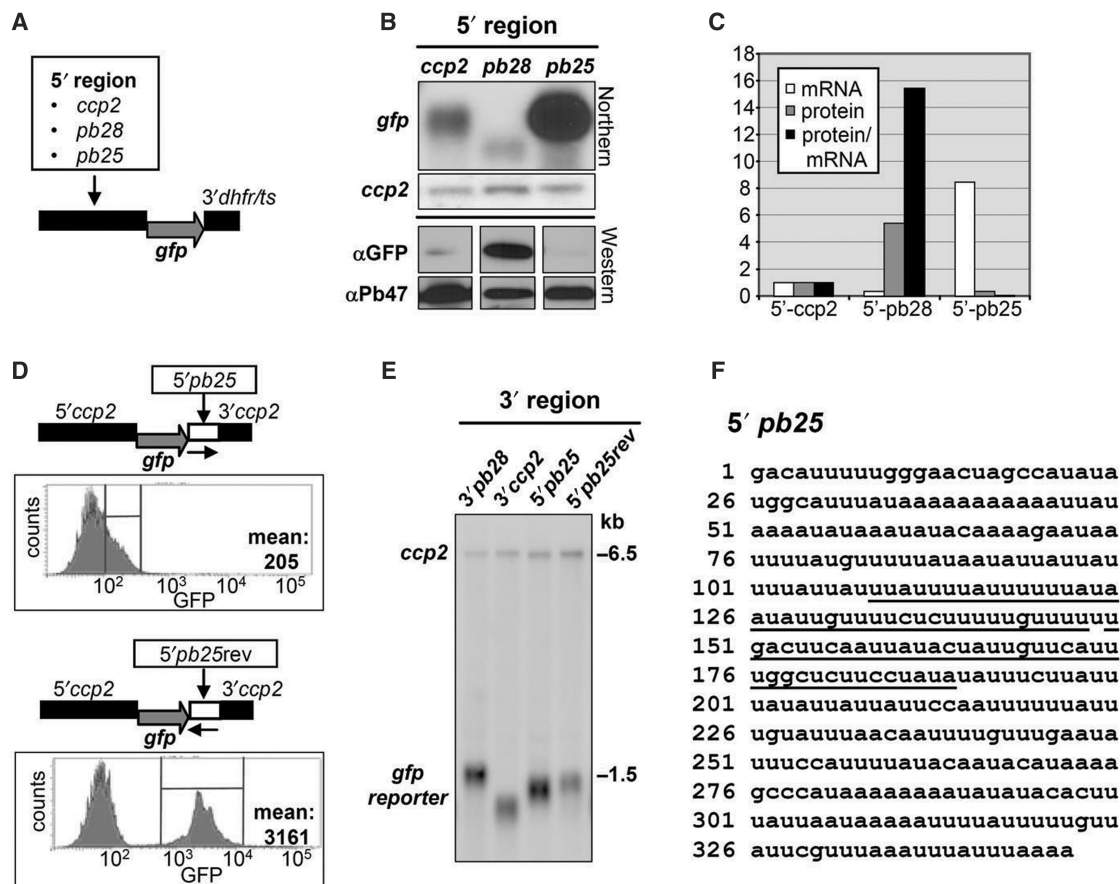 A
5′ region
• ccp2
• pb28
• pb25
3′dhfr/ts
gfp
B
5′ region
ccp2 pb28 pb25
gfp
Northern
ccp2
αGFP
Western
αPb47
C
18
16
14
12
10
8
6
4
2
0
mRNA
protein
protein/
mRNA
5′-ccp2 5′-pb28 5′-pb25
D
5′pb25
5′ccp2 3′ccp2
gfp
counts
mean:
205
10² 10³ 10⁴ 10⁵
GFP
5′pb25rev
5′ccp2 3′ccp2
gfp
counts
mean:
3161
10² 10³ 10⁴ 10⁵
GFP
E
3′ region
3′pb28 3′ccp2 5′pb25 5′pb25rev
kb
ccp2 –6.5
–1.5
gfp
reporter
F
5′ pb25
1 gacauuuuugggaacuagccauaua
26 uggcauuuauaaaaaaaaaaaauuau
51 aaaauauaaauauacaaaagaauaa
76 uuuuauguuuuuauaauauuauuau
101 uuuauuauuuauuuuauuuuuuaua
126 auauuguuuucucuuuuuguuuuuu
151 gacuucaauuauacuauuguucauu
176 uggcucuuccuauauauuucuuauu
201 uauauuauuauuccaauuuuuuauu
226 uguauuuaacaauuuuguuugaaua
251 uuuccauuuuauacaauacauaaaa
276 gcccauaaaaaaaauauauacacuu
301 uauuaauaaaaauuuuauuuuuguu
326 auucguuuaaauuuauuuaaaa